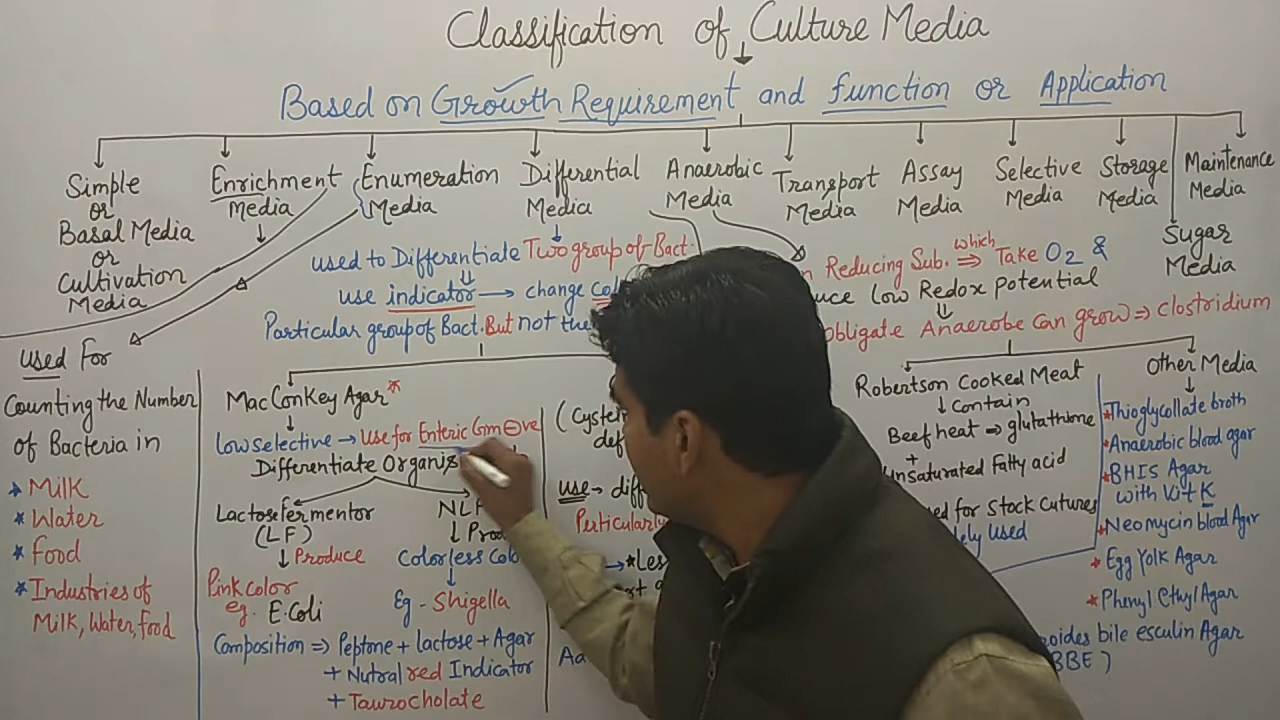 Classification of Culture Media
Based on Growth Requirement and function or Application
Simple
or
Basal Media
or
Cultivation
Media
Enrichment
Media
Enumeration
Media
Differential
Media
Anaerobic
Media
Transport
Media
Assay
Media
Selective
Media
Storage
Media
Maintenance
Media
Sugar
Media
used For
Counting the Number
of Bacteria in
* Milk
* Water
* food
* Industries of
Milk, Water, food
used to Differentiate Two group of Bact.
use indicator → change
Particular group of Bact. But not the
MacConkey Agar*
Low selective → Use for Enteric Gm ⊖ve
Differentiate
Lactose fermentor
(LF)
Produce
Pink color
eg. E.Coli
Colorless
Eg - Shigella
Composition ⇒ Peptone + lactose + Agar
+ Nutral red Indicator
+ Taurocholate
(
use → 
Particularly
Reducing Sub. which ⇒ Take O2 &
Low Redox potential
obligate Anaerobe Can grow ⇒ Clostridium
Robertson Cooked Meat
Contain
Beef heat → glutathione
+
Unsaturated Fatty acid
for Stock Cutures
used
Other Media
* Thioglycollate broth
* Anaerobic blood agar
* BHIS Agar
with Vit K
* Neomycin blood Agar
* Egg Yolk Agar
* Phenyl Ethyl Agar
bile esculin Agar
BBE )